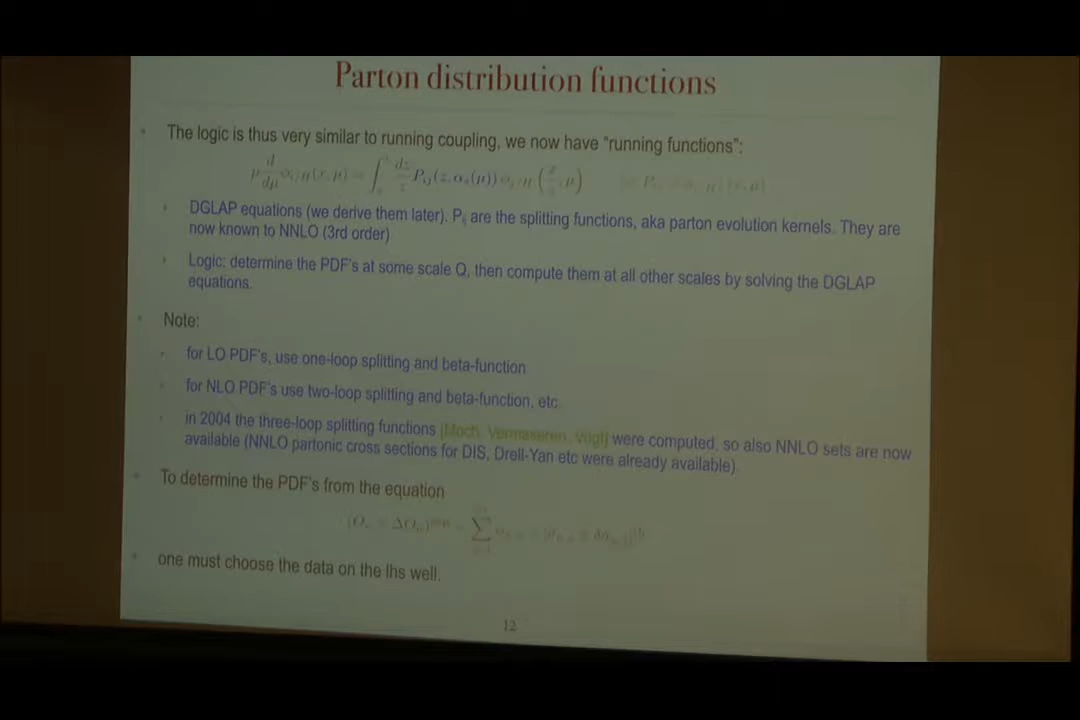 Parton distribution functions
The logic is thus very similar to running coupling, we now have "running functions":
DGLAP equations (we derive them later). Pij are the splitting functions, aka parton evolution kernels. They are
now known to NNLO (3rd order)
Logic: determine the PDF's at some scale Q, then compute them at all other scales by solving the DGLAP
equations.
Note:
for LO PDF's, use one-loop splitting and beta-function
for NLO PDF's use two-loop splitting and beta-function, etc
in 2004 the three-loop splitting functions [Moch, Vermaseren, Vogt] were computed, so also NNLO sets are now
available (NNLO partonic cross sections for DIS, Drell-Yan etc were already available)
To determine the PDF's from the equation
one must choose the data on the lhs well.
12